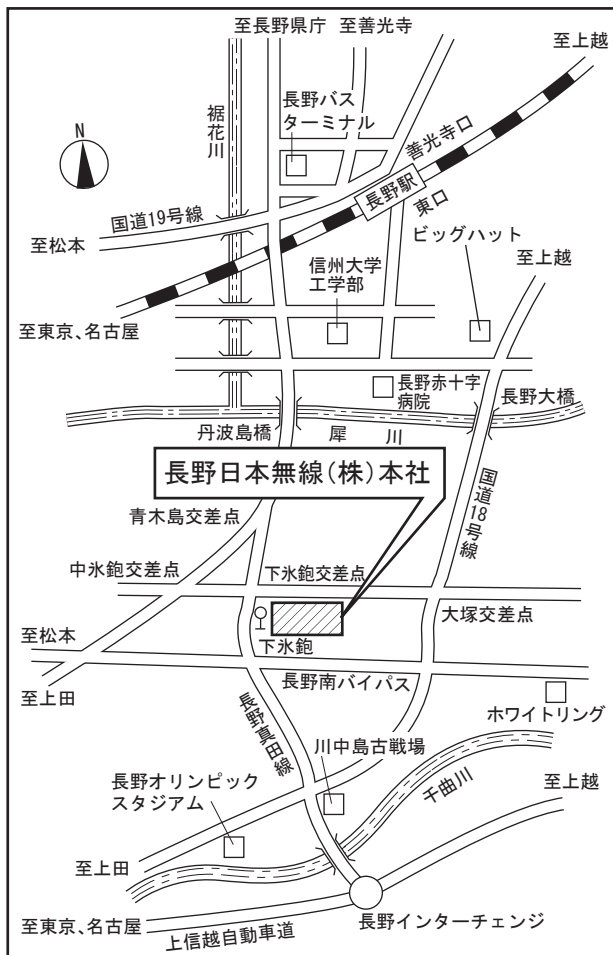 至長野県庁
至善光寺
至上越
長野バス
ターミナル
裾花川
N
善光寺口
長野駅
東口
国道19号線
至松本
ビッグハット
信州大学
工学部
至上越
至東京、名古屋
長野赤十字
病院
長野大橋
丹波島橋
犀川
長野日本無線(株)本社
国道18号線
青木島交差点
中氷鉋交差点
下氷鉋交差点
大塚交差点
至松本
下氷鉋
至上田
長野南バイパス
ホワイトリング
長野真田線
川中島古戦場
長野オリンピック
スタジアム
千曲川
至上越
至上田
長野インターチェンジ
至東京、名古屋
上信越自動車道